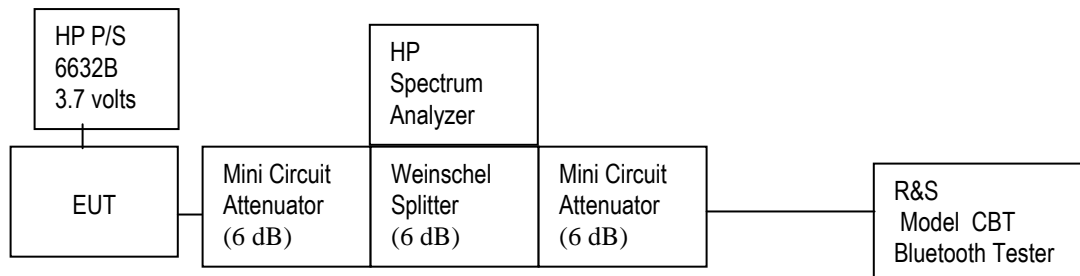 HP P/S
6632B
3.7 volts
HP
Spectrum
Analyzer
EUT
Mini Circuit
Attenuator
(6 dB)
Weinschel
Splitter
(6 dB)
Mini Circuit
Attenuator
(6 dB)
R&S
Model CBT
Bluetooth Tester